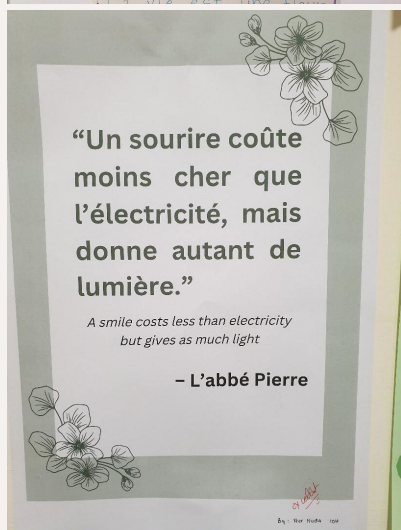 “Un sourire coûte
moins cher que
l’électricité, mais
donne autant de
lumière.”
A smile costs less than electricity
but gives as much light
– L’abbé Pierre
By :